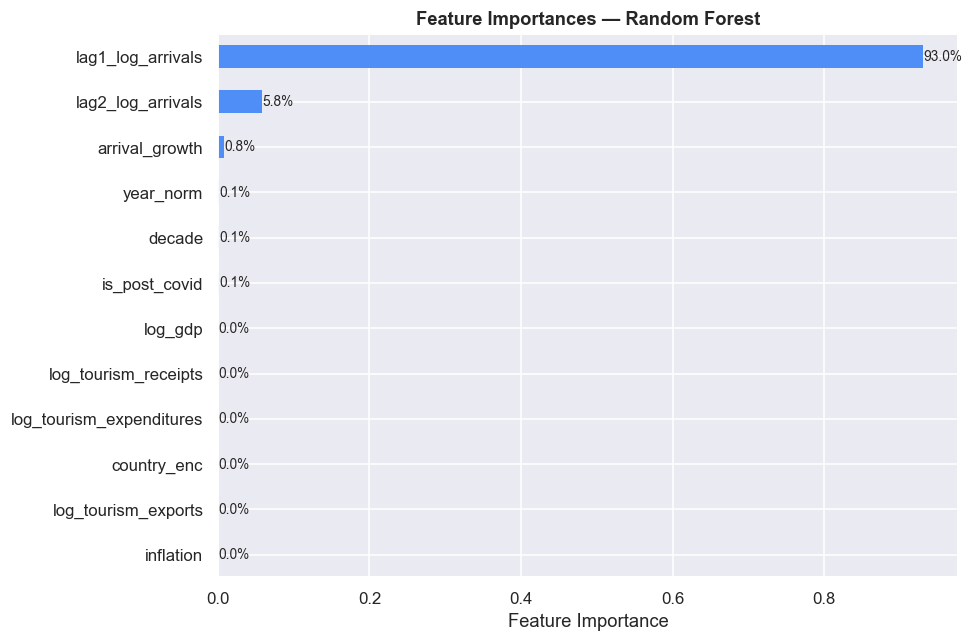 Feature Importances — Random Forest
lag1_log_arrivals 93.0%
lag2_log_arrivals 5.8%
arrival_growth 0.8%
year_norm 0.1%
decade 0.1%
is_post_covid 0.1%
log_gdp 0.0%
log_tourism_receipts 0.0%
log_tourism_expenditures 0.0%
country_enc 0.0%
log_tourism_exports 0.0%
inflation 0.0%
0.0 0.2 0.4 0.6 0.8
Feature Importance